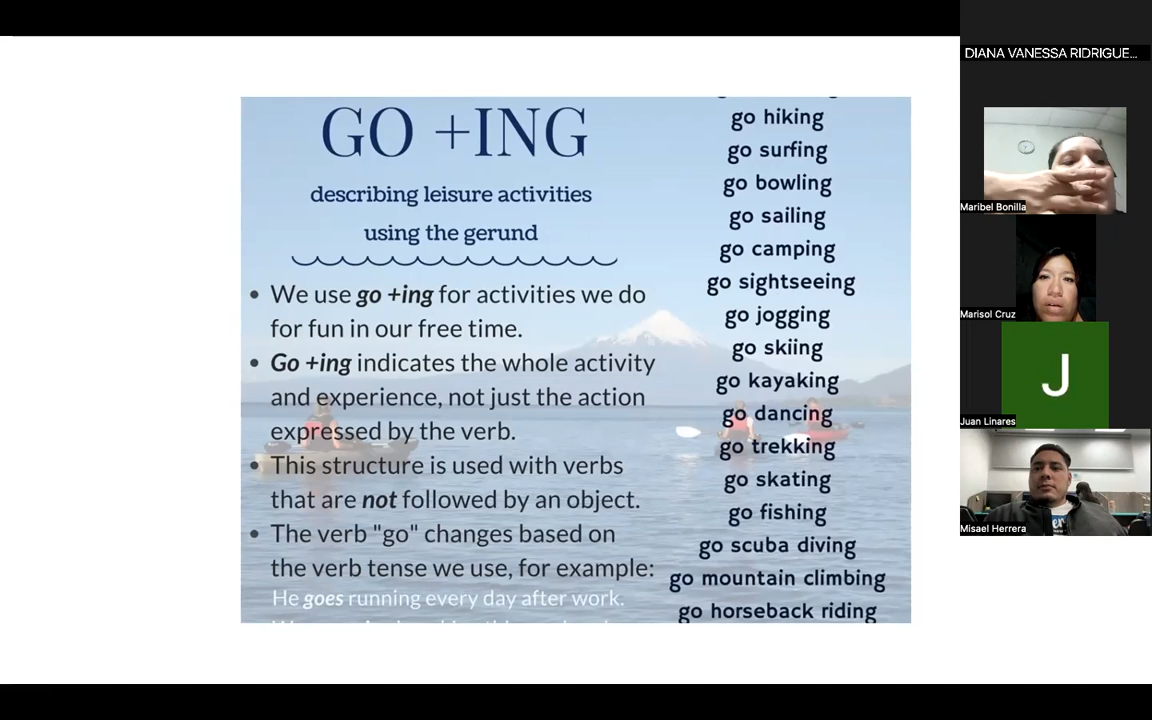 GO +ING
describing leisure activities
using the gerund
• We use go +ing for activities we do
for fun in our free time.
• Go +ing indicates the whole activity
and experience, not just the action
expressed by the verb.
• This structure is used with verbs
that are not followed by an object.
• The verb "go" changes based on
the verb tense we use, for example:
He goes running every day after work.
go hiking
go surfing
go bowling
go sailing
go camping
go sightseeing
go jogging
go skiing
go kayaking
go dancing
go trekking
go skating
go fishing
go scuba diving
go mountain climbing
go horseback riding
DIANA VANESSA RIDRIGUE...
Maribel Bonilla
Marisol Cruz
J
Juan Linares
Misael Herrera